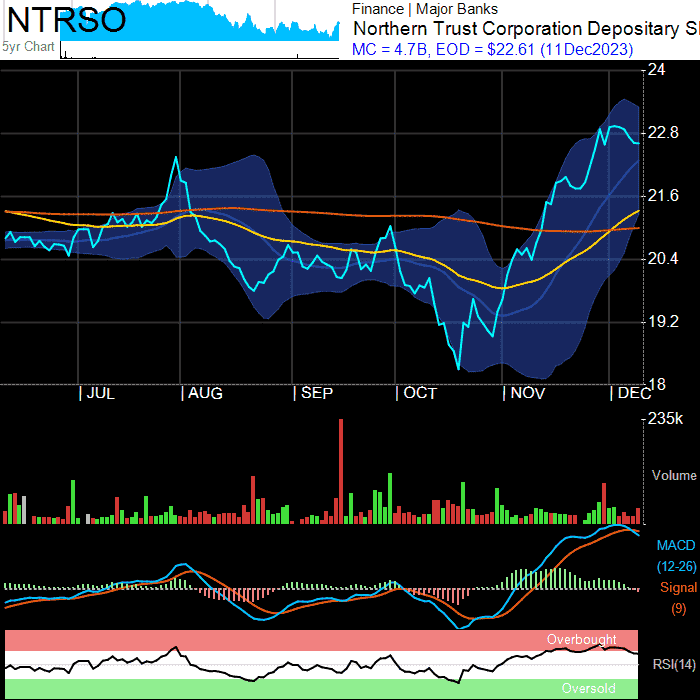 NTRSO
5yr Chart
Finance | Major Banks
Northern Trust Corporation Depositary S
MC = 4.7B, EOD = $22.61 (11Dec2023)
24
22.8
21.6
20.4
19.2
18
JUL
AUG
SEP
OCT
NOV
DEC
235k
Volume
MACD
(12-26)
Signal
(9)
Overbought
RSI(14)
Oversold